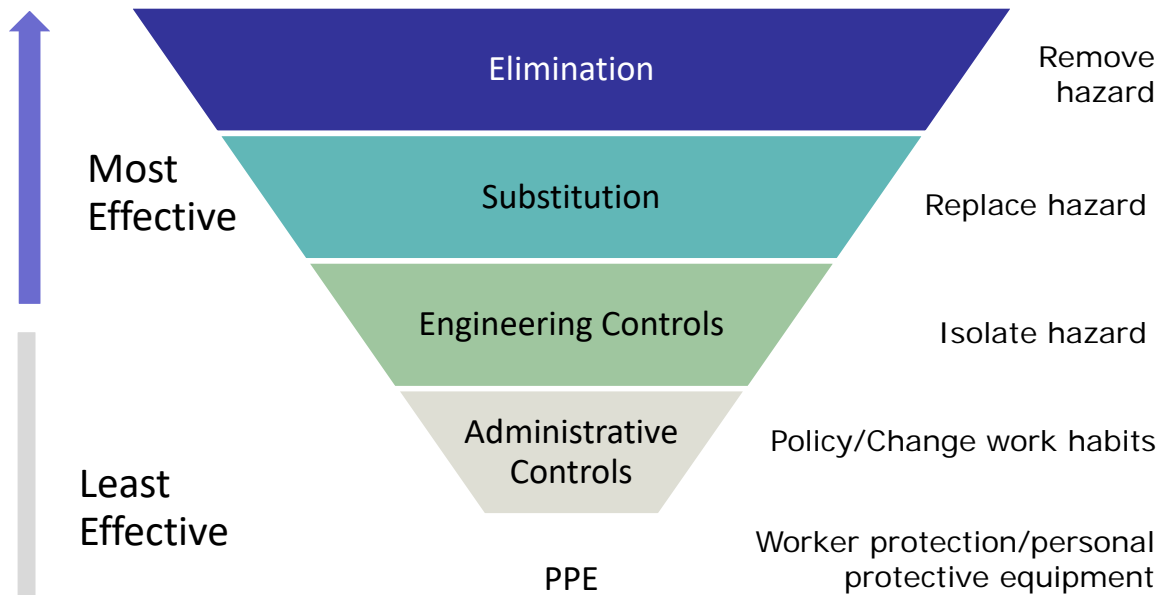 Elimination
Remove
hazard
Most
Effective
Substitution
Replace hazard
Engineering Controls
Isolate hazard
Administrative
Controls
Policy/Change work habits
Least
Effective
PPE
Worker protection/personal
protective equipment